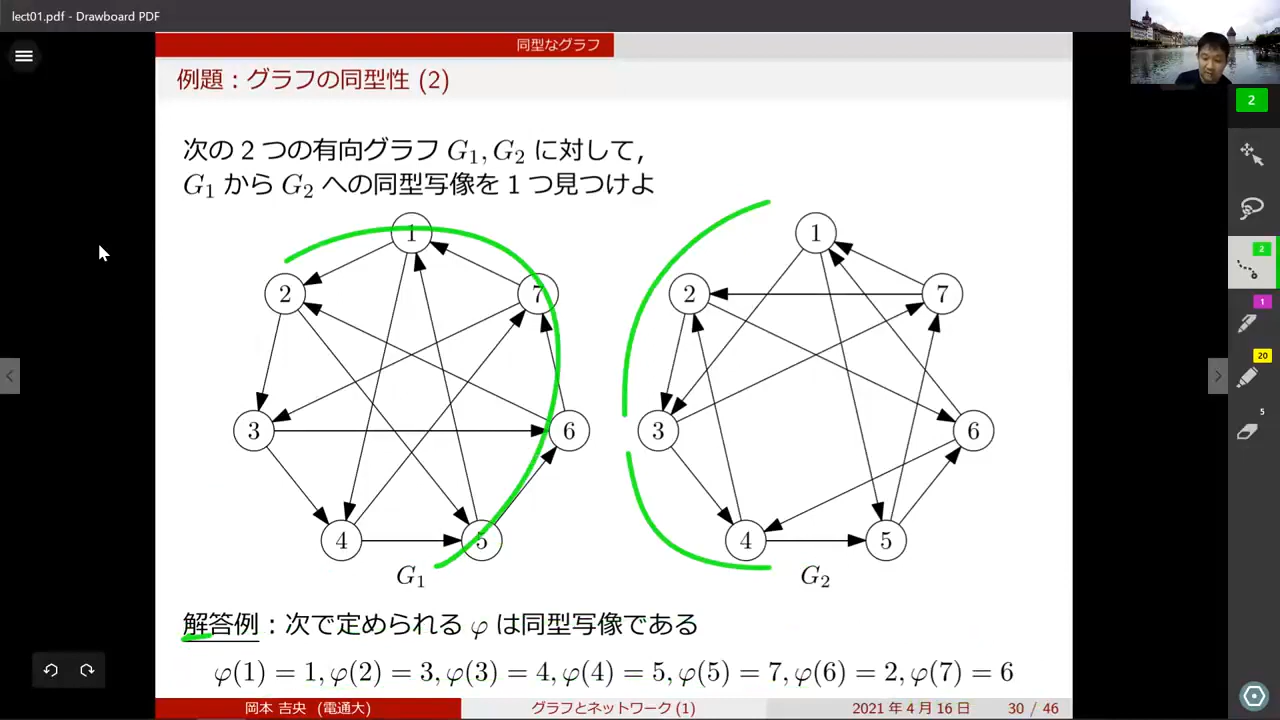 lect01.pdf - Drawboard PDF
同型なグラフ
例題：グラフの同型性 (2)
次の 2 つの有向グラフ G₁, G₂ に対して，
G₁ から G₂ への同型写像を 1 つ見つけよ
1
2
7
3
6
4
5
G₁
1
2
7
3
6
4
5
G₂
解答例：次で定められる φ は同型写像である
φ(1) = 1, φ(2) = 3, φ(3) = 4, φ(4) = 5, φ(5) = 7, φ(6) = 2, φ(7) = 6
岡本 吉央 (電通大)
グラフとネットワーク (1)
2021 年 4 月 16 日
30 / 46
2
2
1
20
5